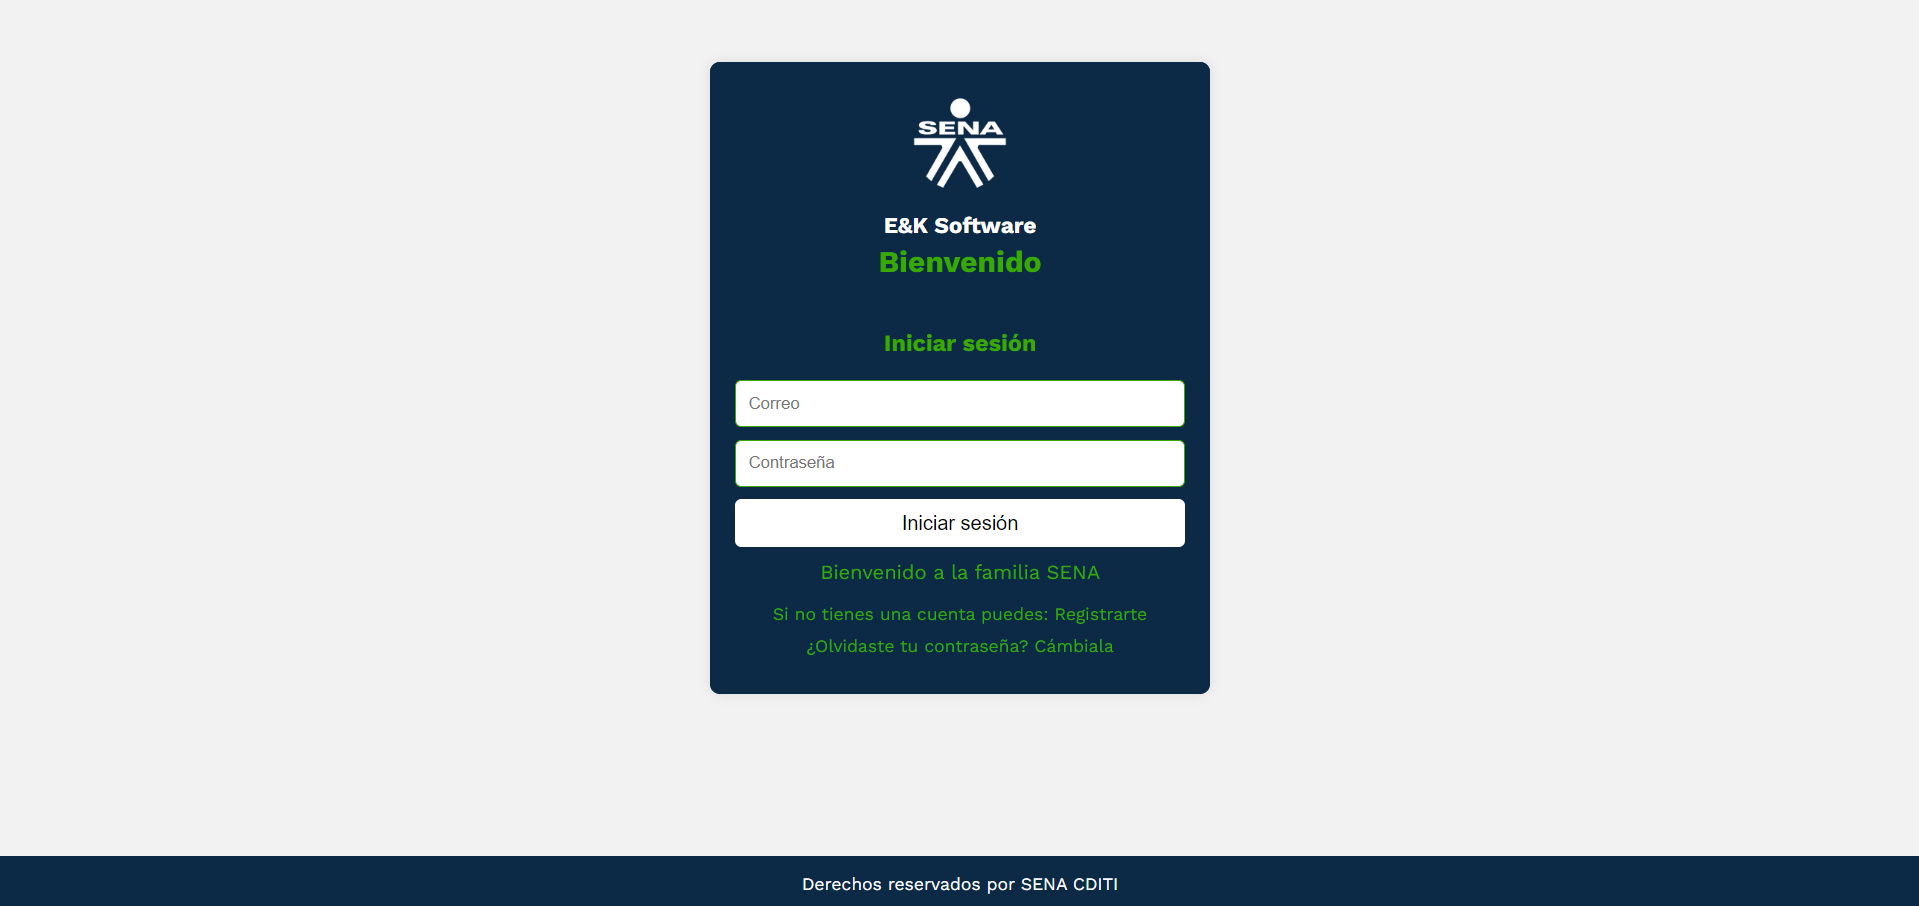 SENA
E&K Software
Bienvenido
Iniciar sesión
Correo
Contraseña
Iniciar sesión
Bienvenido a la familia SENA
Si no tienes una cuenta puedes: Registrarte
¿Olvidaste tu contraseña? Cámbiala
Derechos reservados por SENA CDITI